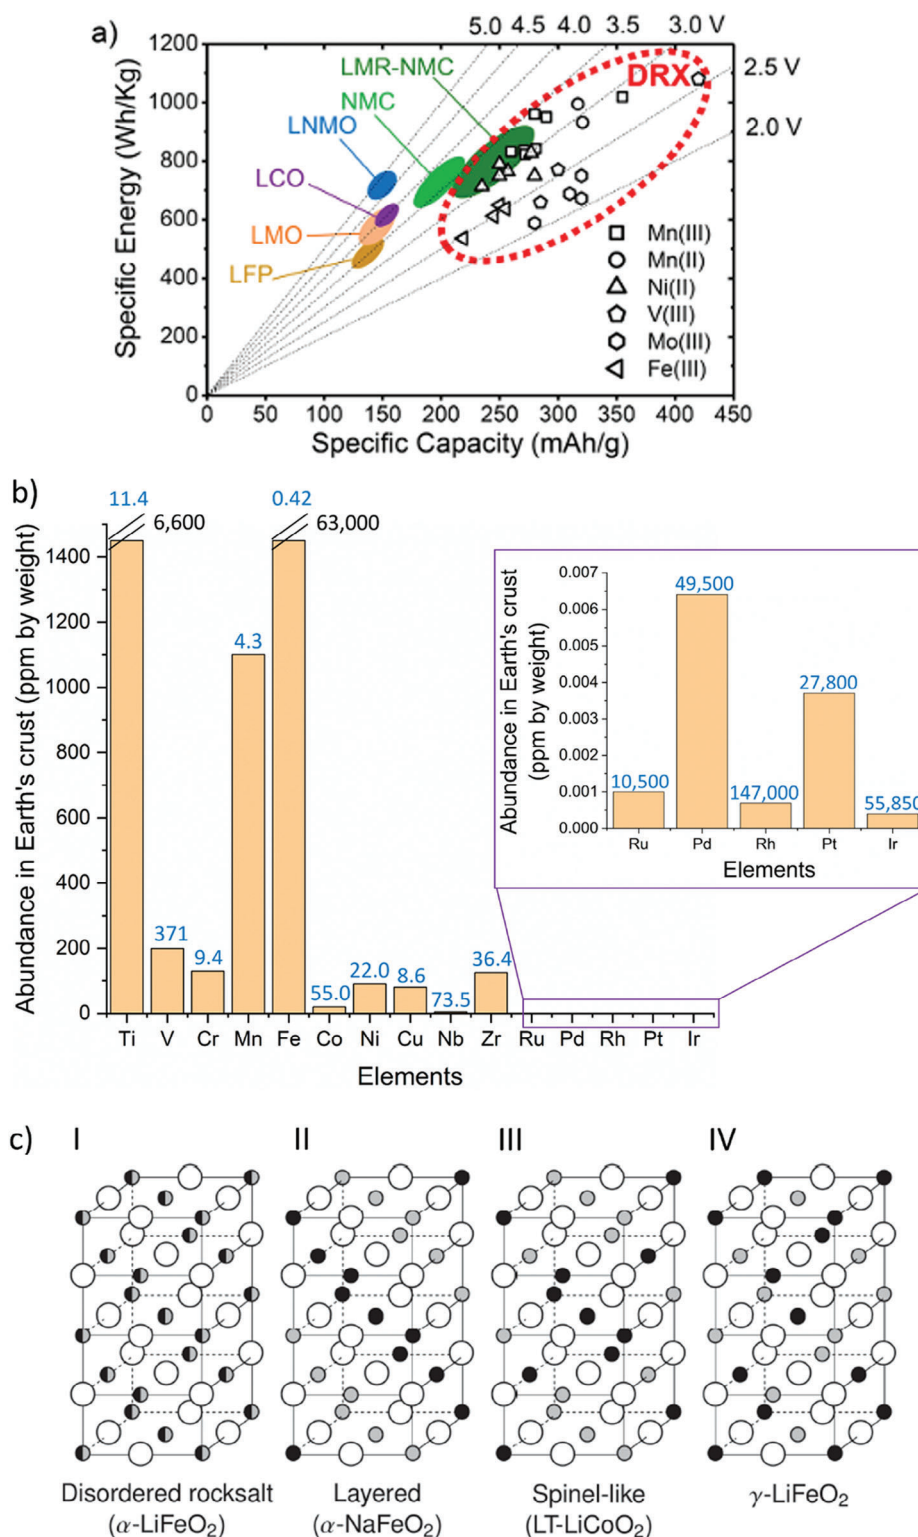 a)
5.0 4.5 4.0 3.5 3.0 V
2.5 V
2.0 V
Specific Energy (Wh/Kg)
1200
1000
800
600
400
200
0
LMR-NMC
NMC
LNMO
LCO
LMO
LFP
DRX
Mn(III)
Mn(II)
Ni(II)
V(III)
Mo(III)
Fe(III)
0 50 100 150 200 250 300 350 400 450
Specific Capacity (mAh/g)
b)
Abundance in Earth's crust (ppm by weight)
1400
1200
1000
800
600
400
200
0
11.4
6,600
371
9.4
4.3
0.42
63,000
55.0
22.0
8.6
73.5
36.4
Ti V Cr Mn Fe Co Ni Cu Nb Zr Ru Pd Rh Pt Ir
Elements
Abundance in Earth's crust
(ppm by weight)
0.007
0.006
0.004
0.003
0.001
0.000
10,500
49,500
147,000
27,800
55,850
Ru Pd Rh Pt Ir
Elements
c)
I II III IV
Disordered rocksalt
(α-LiFeO₂)
Layered
(α-NaFeO₂)
Spinel-like
(LT-LiCoO₂)
γ-LiFeO₂